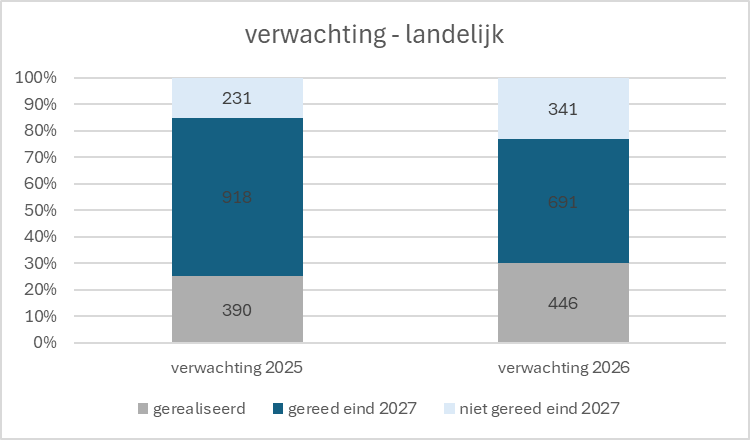 verwachting - landelijk
100%
90%
80%
70%
60%
50%
40%
30%
20%
10%
0%
231
918
390
341
691
446
verwachting 2025
verwachting 2026
gerealiseerd
gereed eind 2027
niet gereed eind 2027